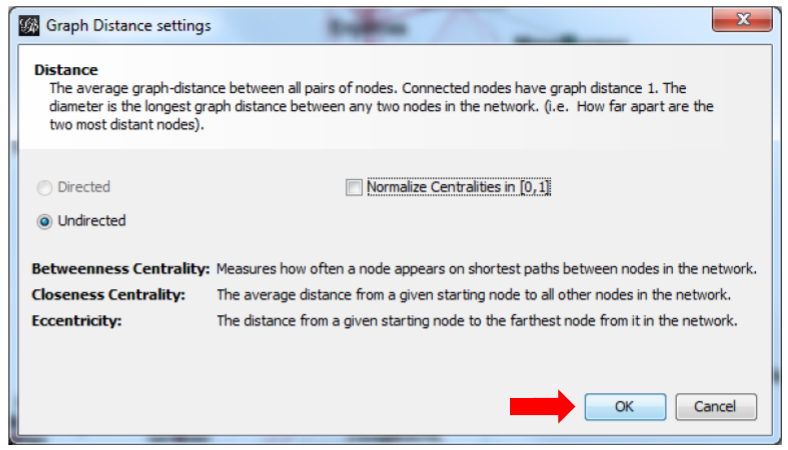 Graph Distance settings
Distance
The average graph-distance between all pairs of nodes. Connected nodes have graph distance 1. The
diameter is the longest graph distance between any two nodes in the network. (i.e. How far apart are the
two most distant nodes).
Directed
Normalize Centralities in [0,1]
Undirected
Betweenness Centrality: Measures how often a node appears on shortest paths between nodes in the network.
Closeness Centrality: The average distance from a given starting node to all other nodes in the network.
Eccentricity: The distance from a given starting node to the farthest node from it in the network.
OK Cancel